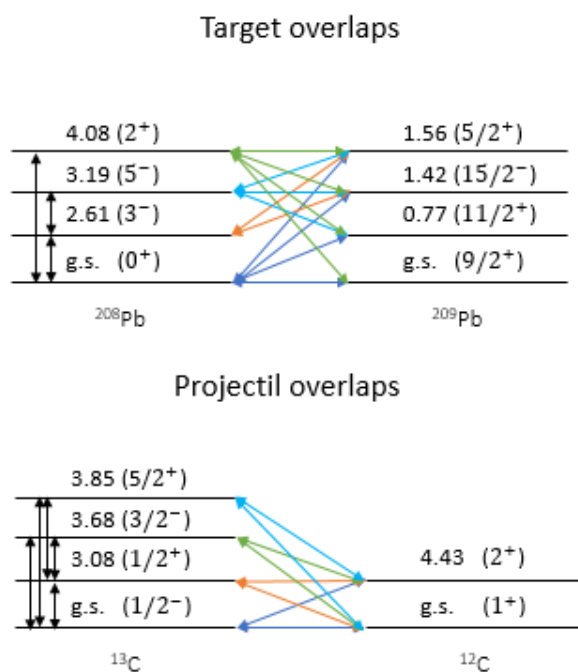 Target overlaps
4.08 (2⁺) 1.56 (5/2⁺)
3.19 (5⁻) 1.42 (15/2⁻)
2.61 (3⁻) 0.77 (11/2⁺)
g.s. (0⁺) g.s. (9/2⁺)
²⁰⁸Pb ²⁰⁹Pb
Projectil overlaps
3.85 (5/2⁺)
3.68 (3/2⁻)
3.08 (1/2⁺) 4.43 (2⁺)
g.s. (1/2⁻) g.s. (1⁺)
¹³C ¹²C